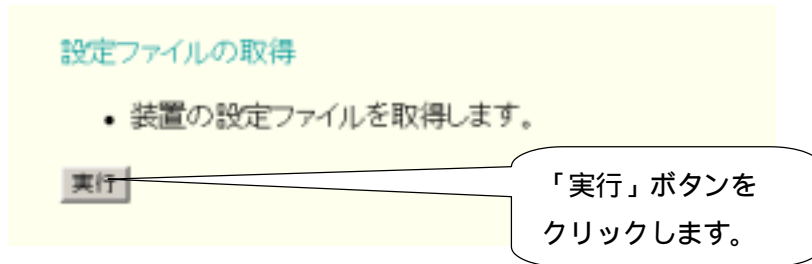 設定ファイルの取得
• 装置の設定ファイルを取得します。
実行
「実行」ボタンを
クリックします。